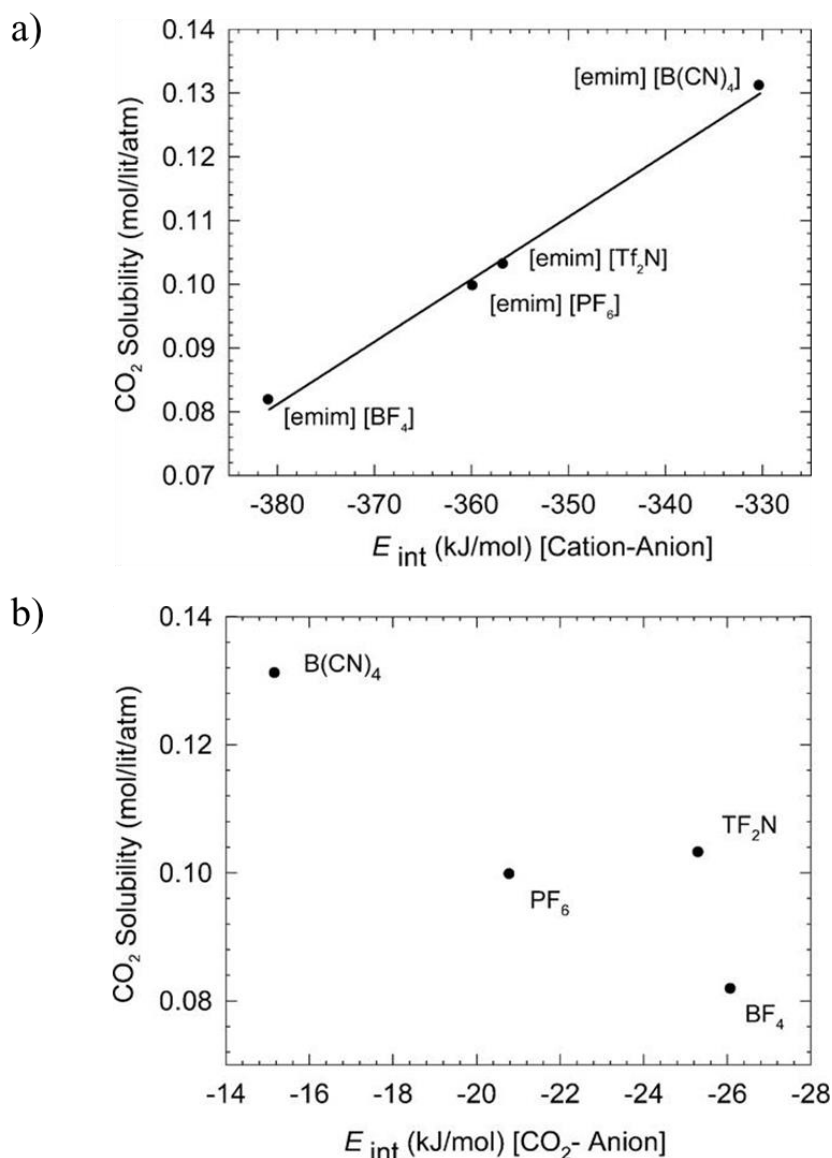 a)
0.14
0.13
0.12
0.11
0.10
0.09
0.08
0.07
CO₂ Solubility (mol/lit/atm)
[emim] [B(CN)₄]
[emim] [Tf₂N]
[emim] [PF₆]
[emim] [BF₄]
-380 -370 -360 -350 -340 -330
E int (kJ/mol) [Cation-Anion]
b)
0.14
0.12
0.10
0.08
CO₂ Solubility (mol/lit/atm)
B(CN)₄
TF₂N
PF₆
BF₄
-14 -16 -18 -20 -22 -24 -26 -28
E int (kJ/mol) [CO₂- Anion]